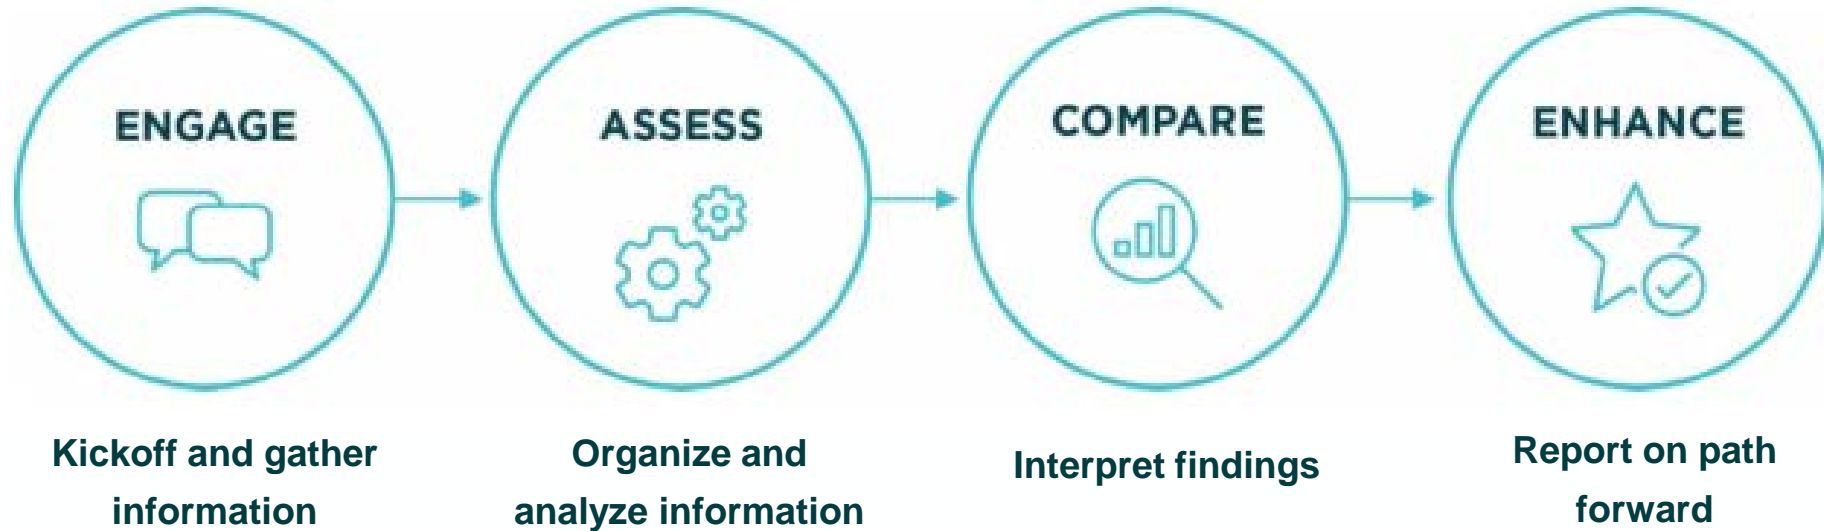 ENGAGE
ASSESS
COMPARE
ENHANCE
Kickoff and gather
information
Organize and
analyze information
Interpret findings
Report on path
forward